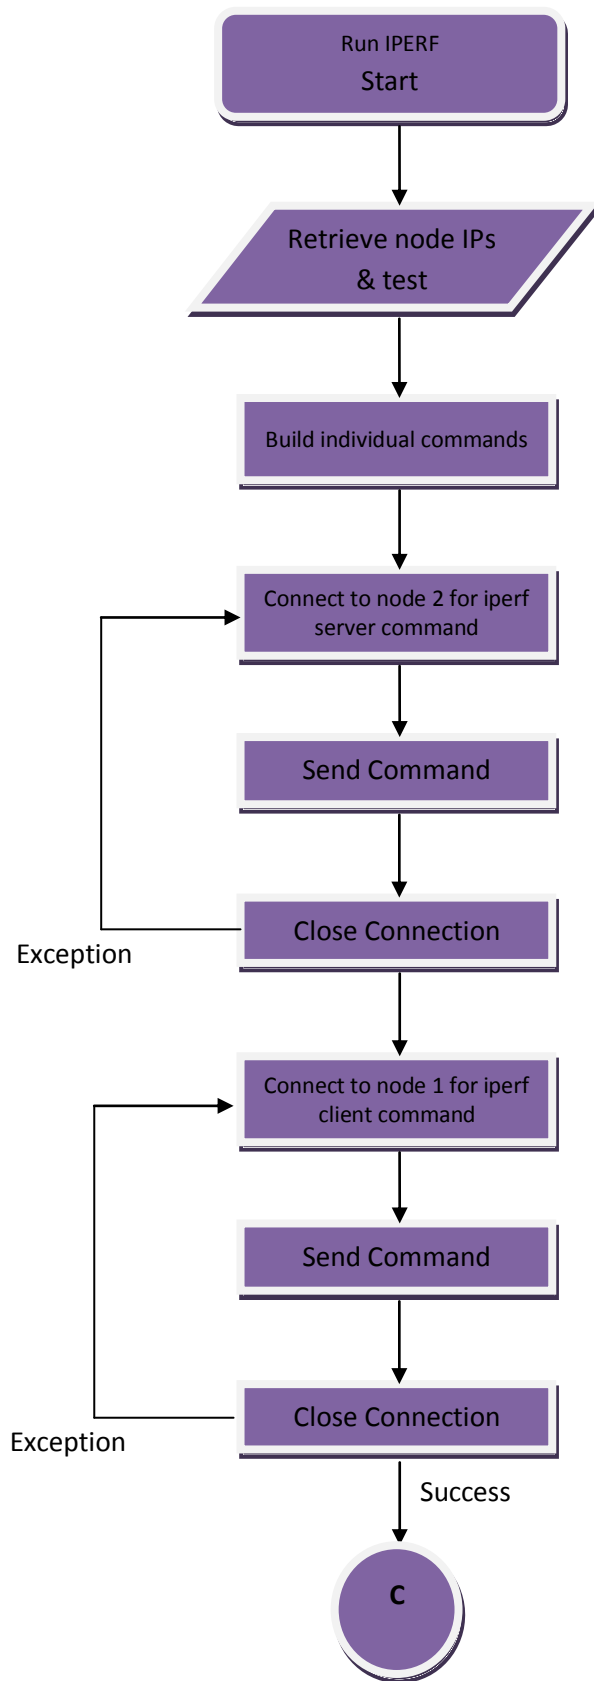 Run IPERF
Start
Retrieve node IPs
& test
Build individual commands
Connect to node 2 for iperf
server command
Send Command
Close Connection
Exception
Connect to node 1 for iperf
client command
Send Command
Close Connection
Exception
Success
C